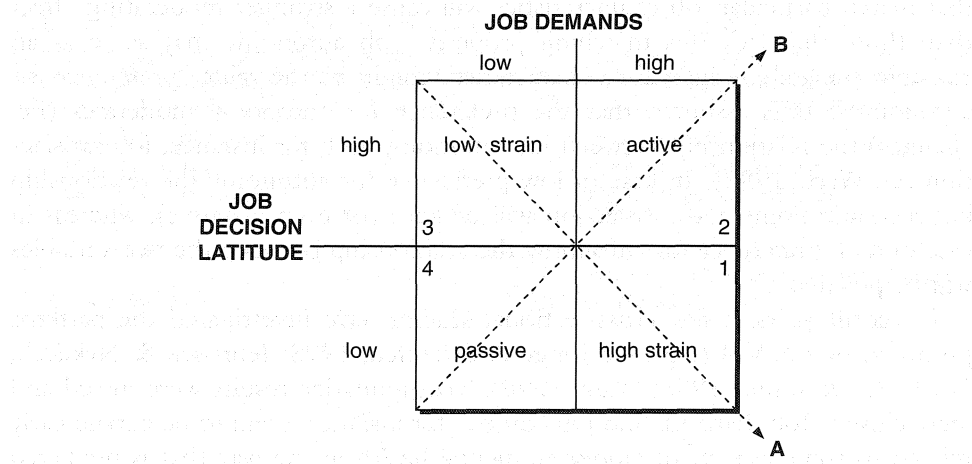 JOB DEMANDS
B
low high
high low strain active
JOB
DECISION
LATITUDE
3 2
4 1
low passive high strain
A